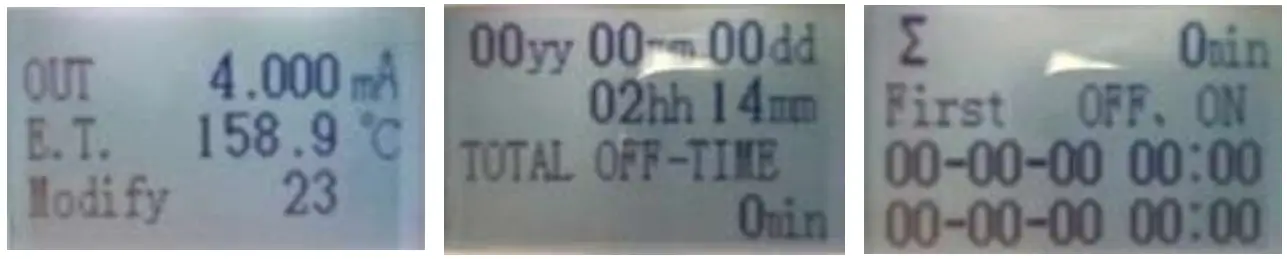 OUT 4.000 mA
E.T. 158.9 °C
Modify 23
00yy 00mm 00dd
02hh 14mm
TOTAL OFF-TIME
0min
Σ 0min
First OFF. ON
00-00-00 00:00
00-00-00 00:00